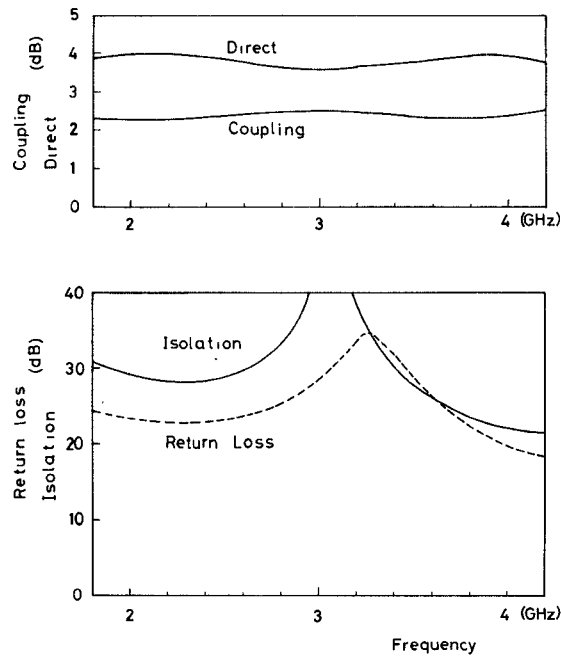 Coupling (dB)
Direct
5
4
3
2
1
0
Direct
Coupling
2 3 4 (GHz)
Return loss (dB)
Isolation
40
30
20
10
0
Isolation
Return Loss
2 3 4 (GHz)
Frequency